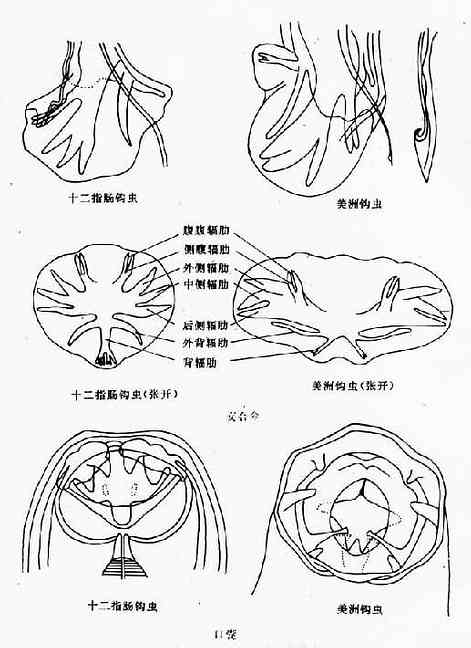 十二指肠钩虫
美洲钩虫
腹腹辐肋
侧腹辐肋
外侧辐肋
中侧辐肋
后侧辐肋
外背辐肋
背辐肋
十二指肠钩虫(张开)
美洲钩虫(张开)
交合伞
十二指肠钩虫
美洲钩虫
口囊